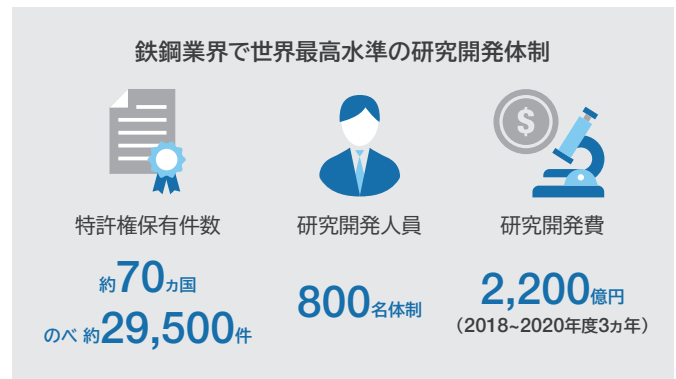 鉄鋼業界で世界最高水準の研究開発体制
$
特許権保有件数
約70ヵ国
のべ 約29,500件
研究開発人員
800名体制
研究開発費
2,200億円
（2018~2020年度3ヵ年）